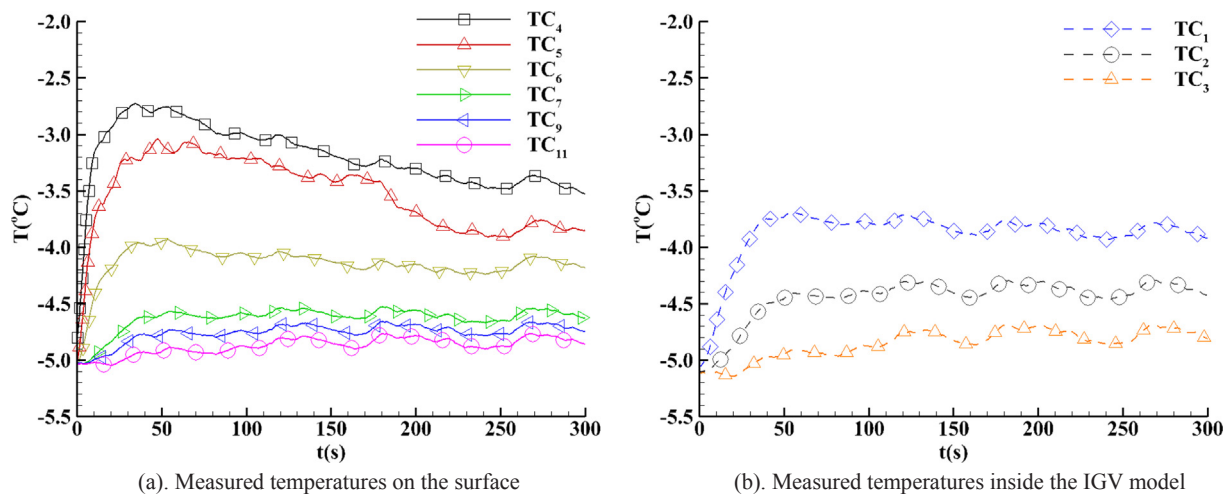 -2.0
-2.5
-3.0
-3.5
-4.0
-4.5
-5.0
-5.5
T(°C)
0 50 100 150 200 250 300
t(s)
TC4
TC5
TC6
TC7
TC9
TC11
(a). Measured temperatures on the surface
-2.0
-2.5
-3.0
-3.5
-4.0
-4.5
-5.0
-5.5
T(°C)
0 50 100 150 200 250 300
t(s)
TC1
TC2
TC3
(b). Measured temperatures inside the IGV model